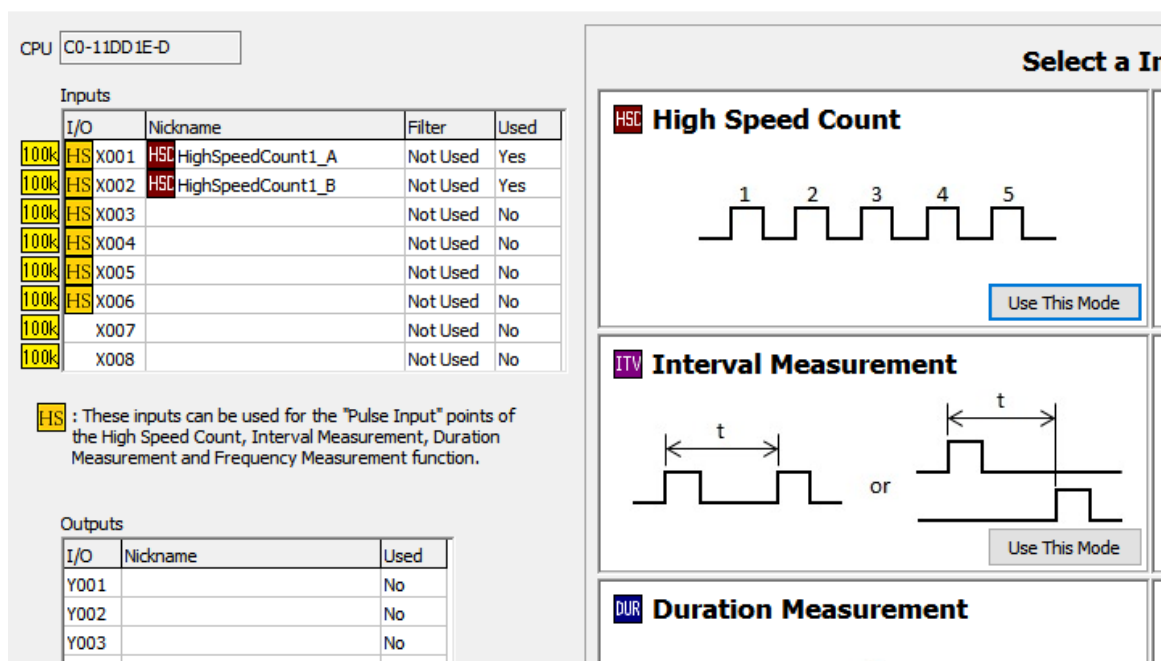 CPU C0-11DD1E-D
Inputs
I/O Nickname Filter Used
100k HS X001 HSC HighSpeedCount1_A Not Used Yes
100k HS X002 HSC HighSpeedCount1_B Not Used Yes
100k HS X003 Not Used No
100k HS X004 Not Used No
100k HS X005 Not Used No
100k HS X006 Not Used No
100k X007 Not Used No
100k X008 Not Used No
HS : These inputs can be used for the "Pulse Input" points of
the High Speed Count, Interval Measurement, Duration
Measurement and Frequency Measurement function.
Outputs
I/O Nickname Used
Y001 No
Y002 No
Y003 No
Select a
HSC High Speed Count
1 2 3 4 5
Use This Mode
ITV Interval Measurement
t
t
or
Use This Mode
DUR Duration Measurement